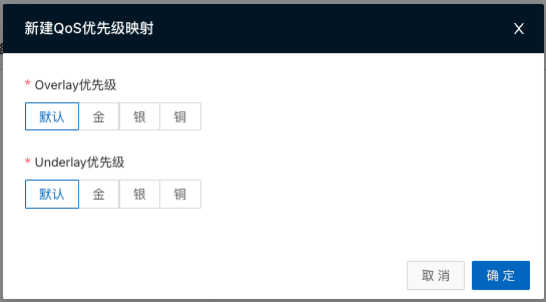 新建QoS优先级映射
* Overlay优先级
默认 金 银 铜
* Underlay优先级
默认 金 银 铜
取 消 确 定